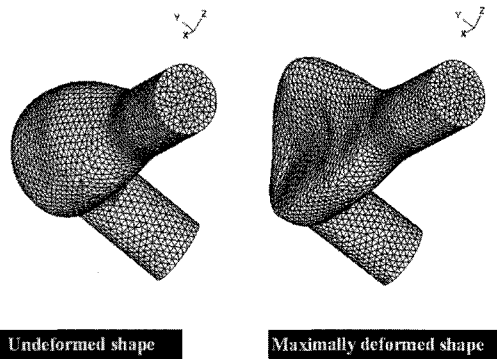 Y Z
X
Y Z
X
Undeformed shape
Maximally deformed shape